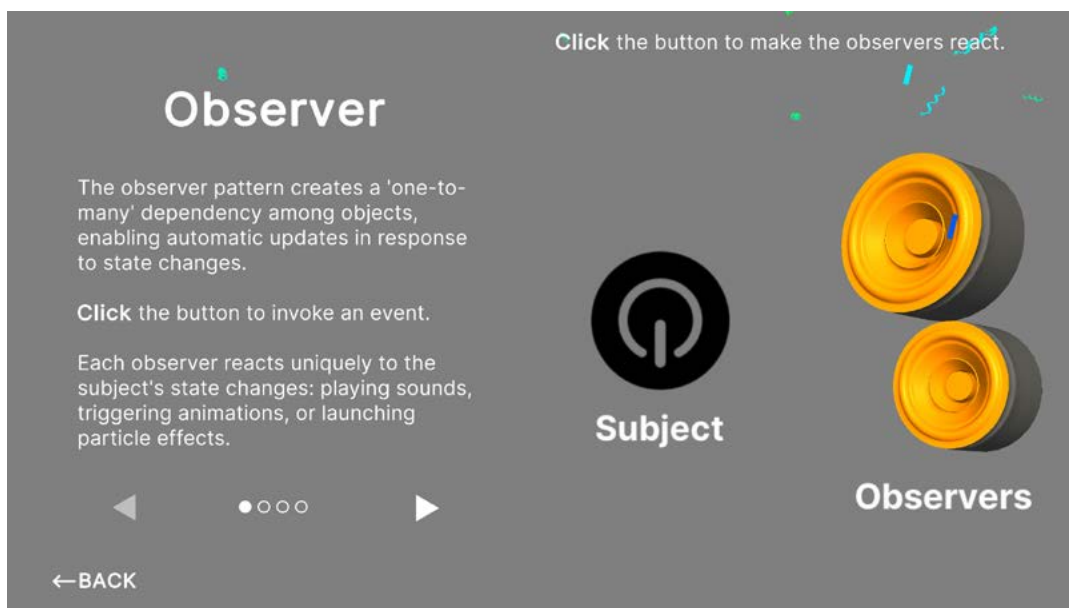 Click the button to make the observers react.
Observer
The observer pattern creates a 'one-to-
many' dependency among objects,
enabling automatic updates in response
to state changes.
Click the button to invoke an event.
Each observer reacts uniquely to the
subject's state changes: playing sounds,
triggering animations, or launching
particle effects.
Subject
Observers
←BACK